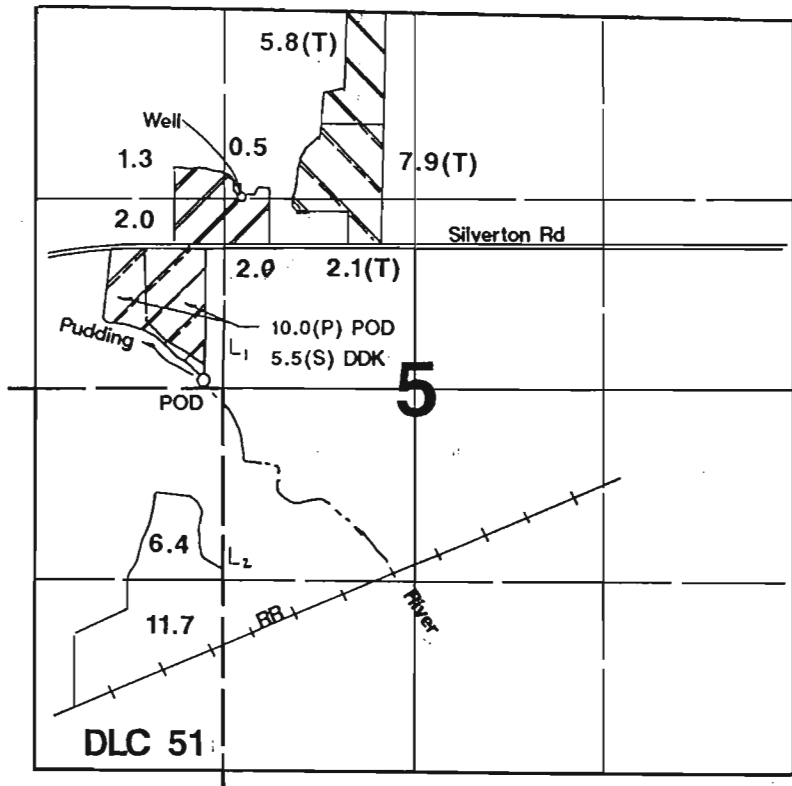 5.8(T)
Well
0.5
1.3
7.9(T)
2.0
Silverton Rd
2.0
2.1(T)
10.0(P) POD
Pudding
L1
5.5(S) DDK
5
POD
6.4
L2
11.7
RR
River
DLC 51